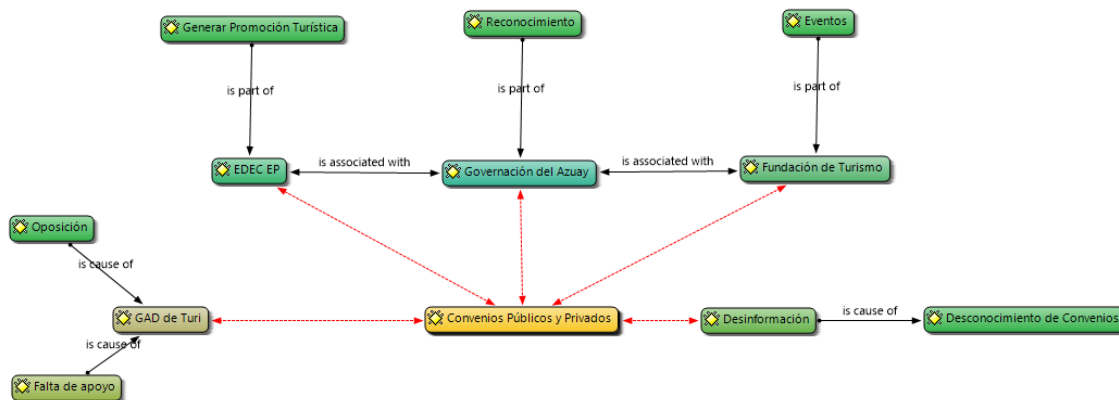 Generar Promoción Turística
Reconocimiento
Eventos
is part of
is part of
is part of
EDEC EP
is associated with
Governación del Azuay
is associated with
Fundación de Turismo
Oposición
is cause of
GAD de Turi
Convenios Públicos y Privados
Desinformación
is cause of
Desconocimiento de Convenios
is cause of
Falta de apoyo